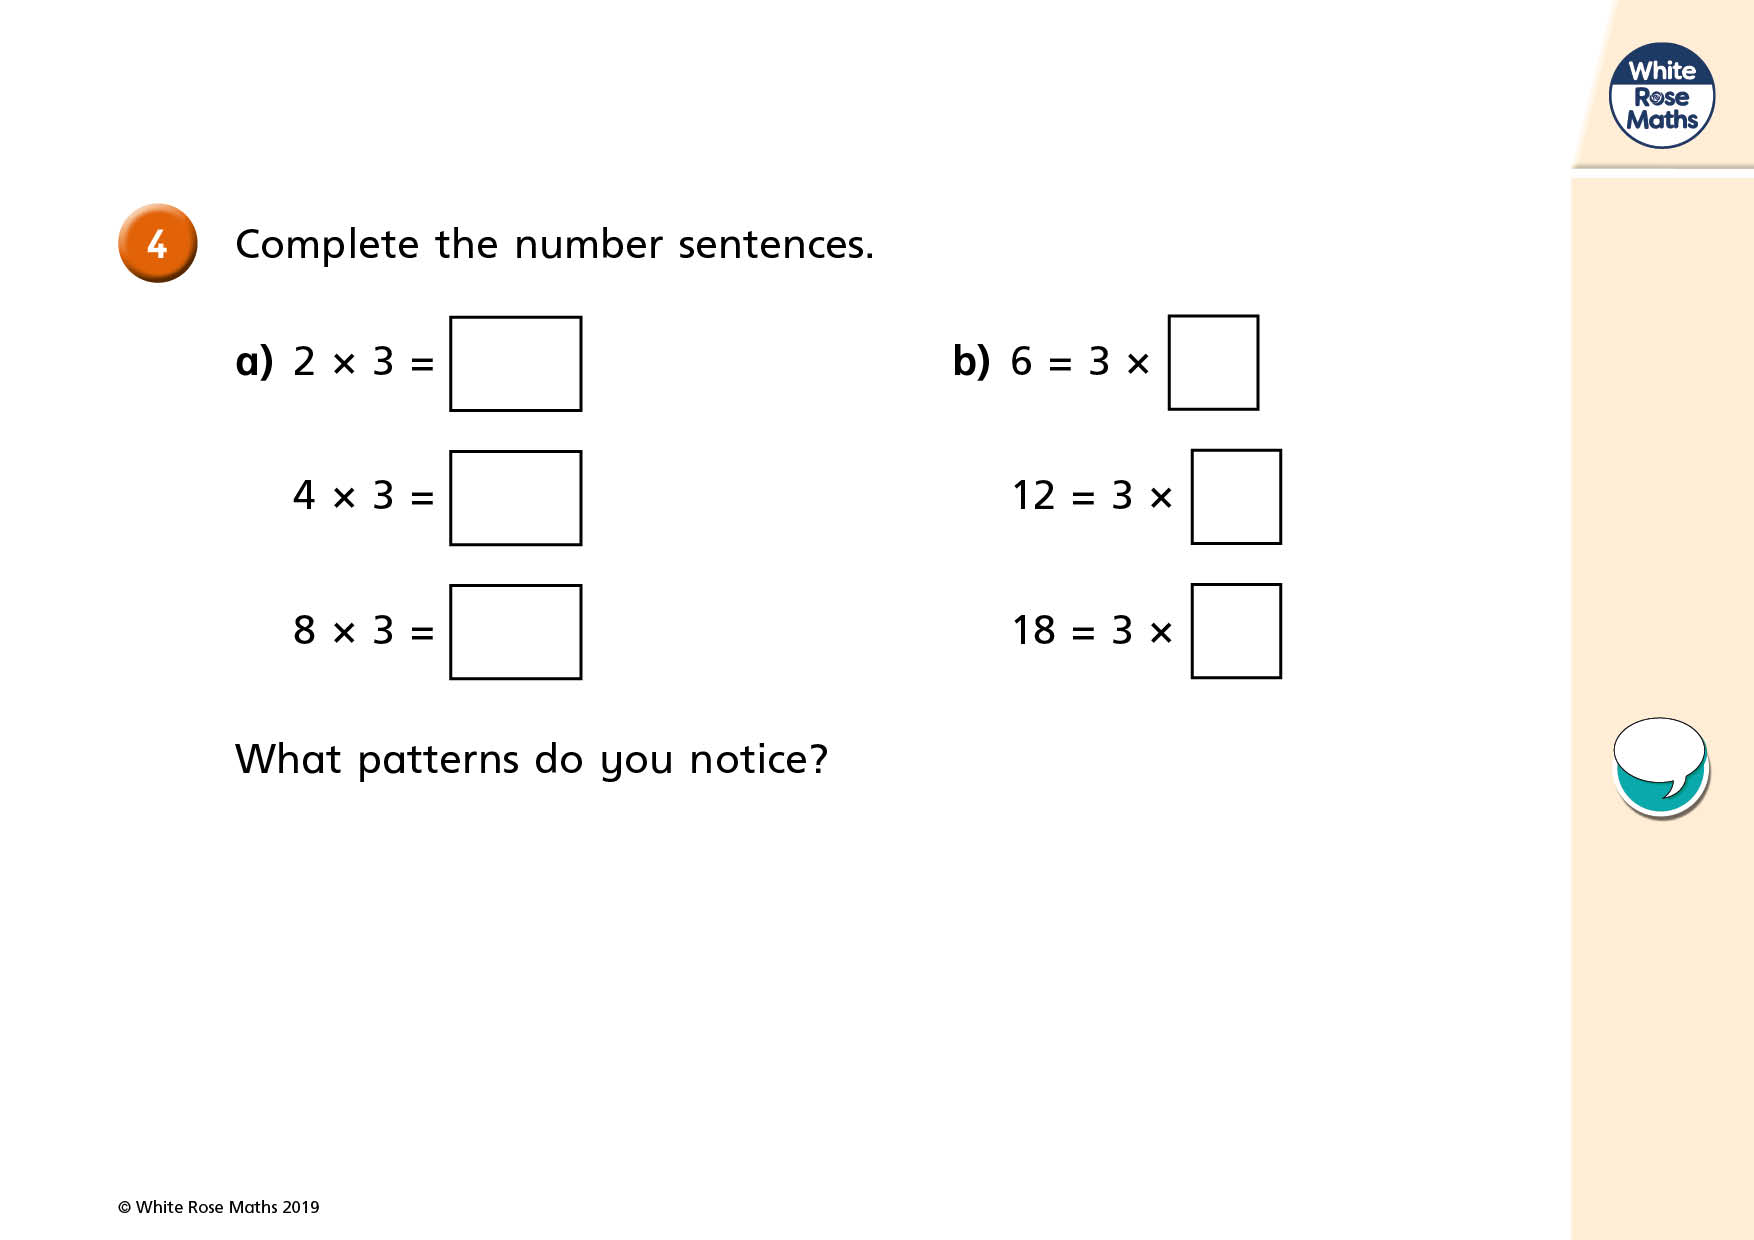 White
Rose
Maths
4 Complete the number sentences.
a) 2 × 3 =
b) 6 = 3 ×
4 × 3 =
12 = 3 ×
8 × 3 =
18 = 3 ×
What patterns do you notice?
© White Rose Maths 2019